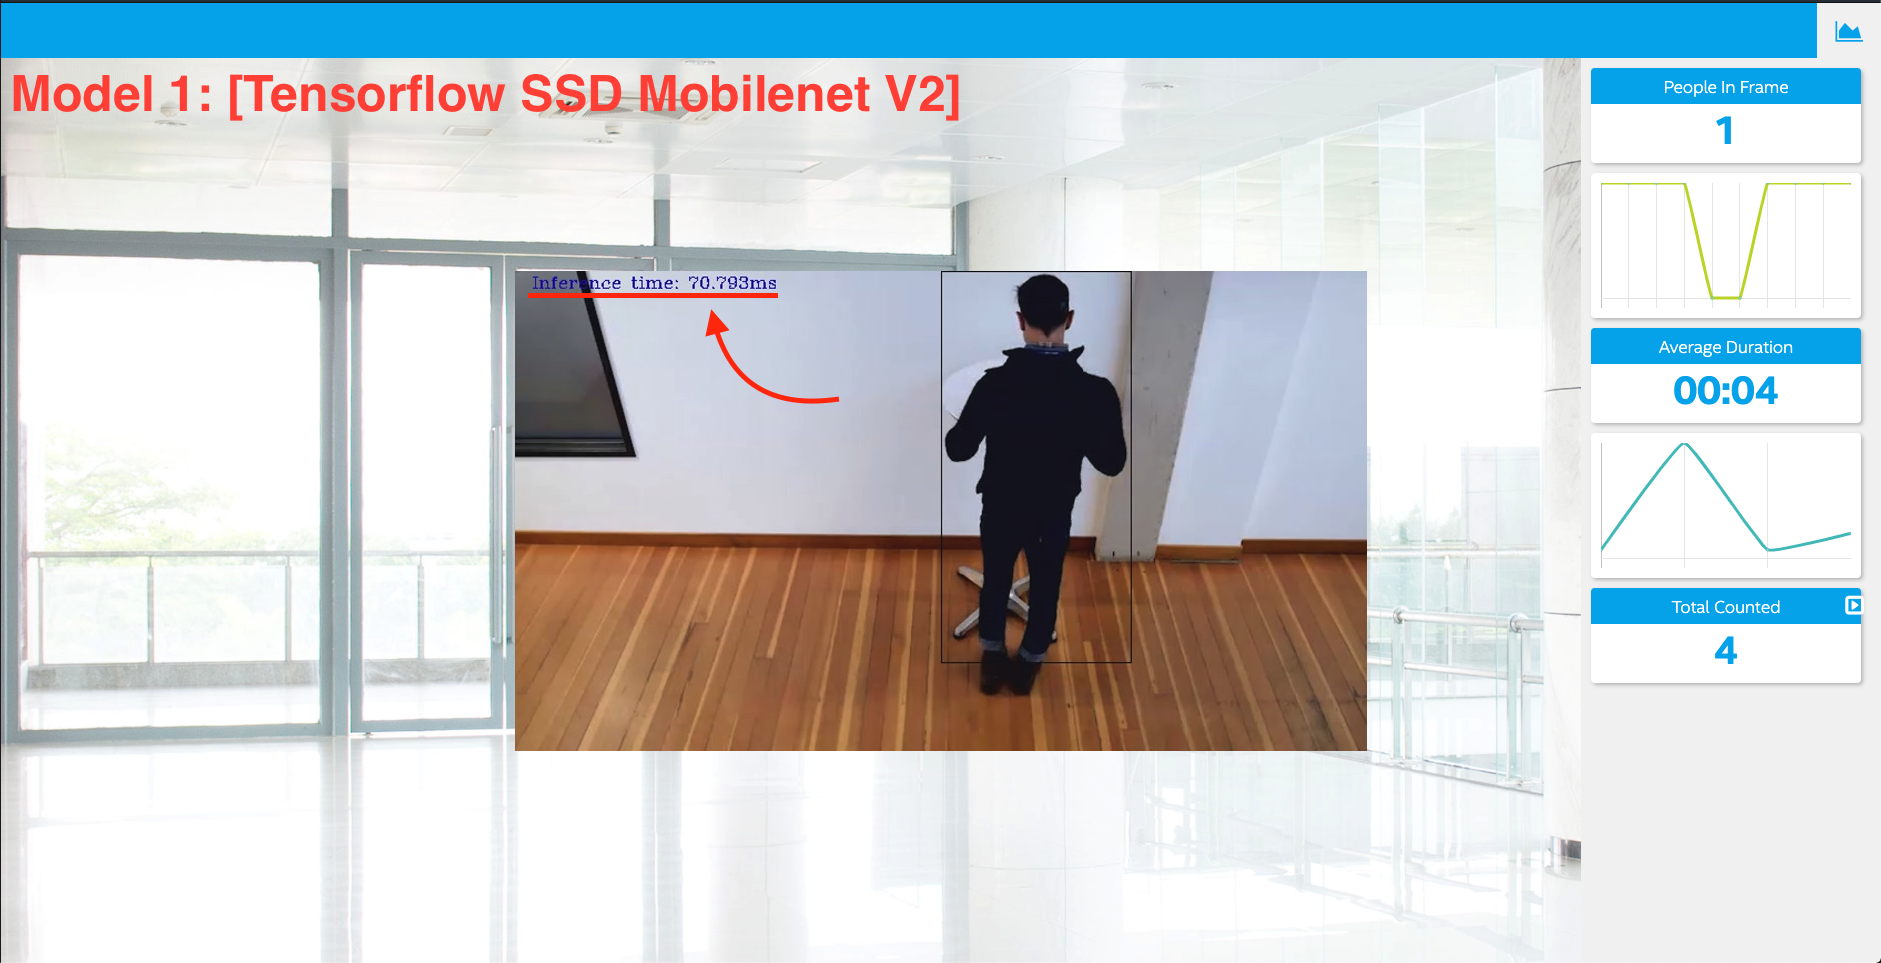 Model 1: [Tensorflow SSD Mobilenet V2]
Inference time: 70.793ms
People In Frame
1
Average Duration
00:04
Total Counted
4